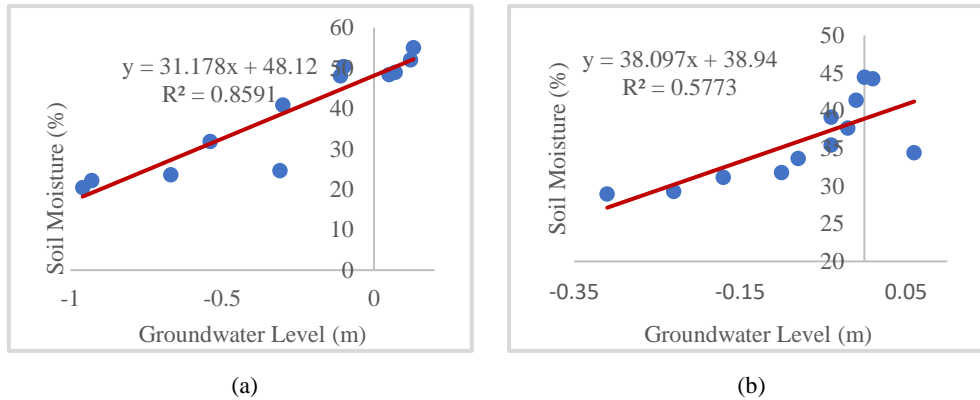 60
50
40
30
20
10
0
-1
-0.5
0
y = 31.178x + 48.12
R² = 0.8591
Soil Moisture (%)
Groundwater Level (m)
(a)
50
45
40
35
30
25
20
-0.35
-0.15
0.05
y = 38.097x + 38.94
R² = 0.5773
Soil Moisture (%)
Groundwater Level (m)
(b)